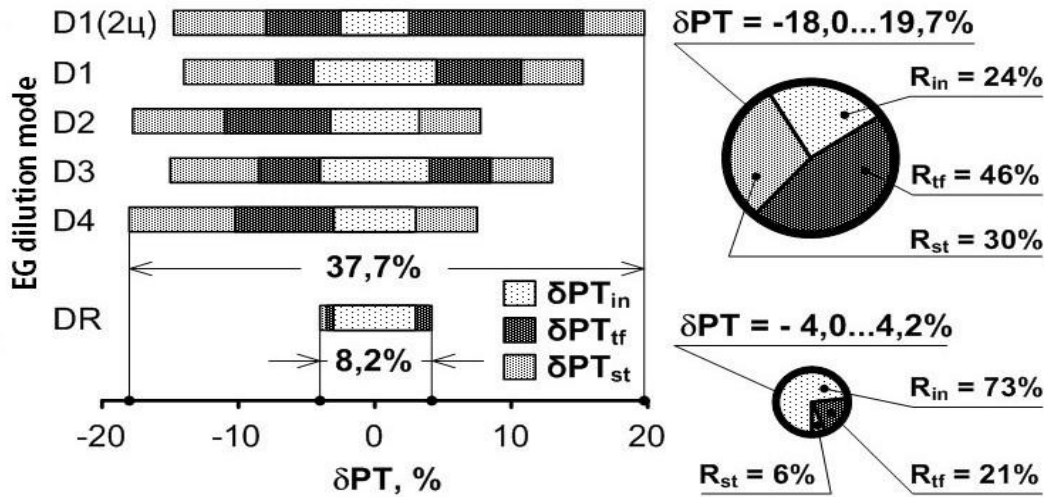 EG dilution mode
D1(2ц)
D1
D2
D3
D4
DR
37,7%
8,2%
δPTin
δPTtf
δPTst
-20
-10
0
10
20
δPT, %
δPT = -18,0...19,7%
Rin = 24%
Rtf = 46%
Rst = 30%
δPT = - 4,0...4,2%
Rin = 73%
Rst = 6%
Rtf = 21%